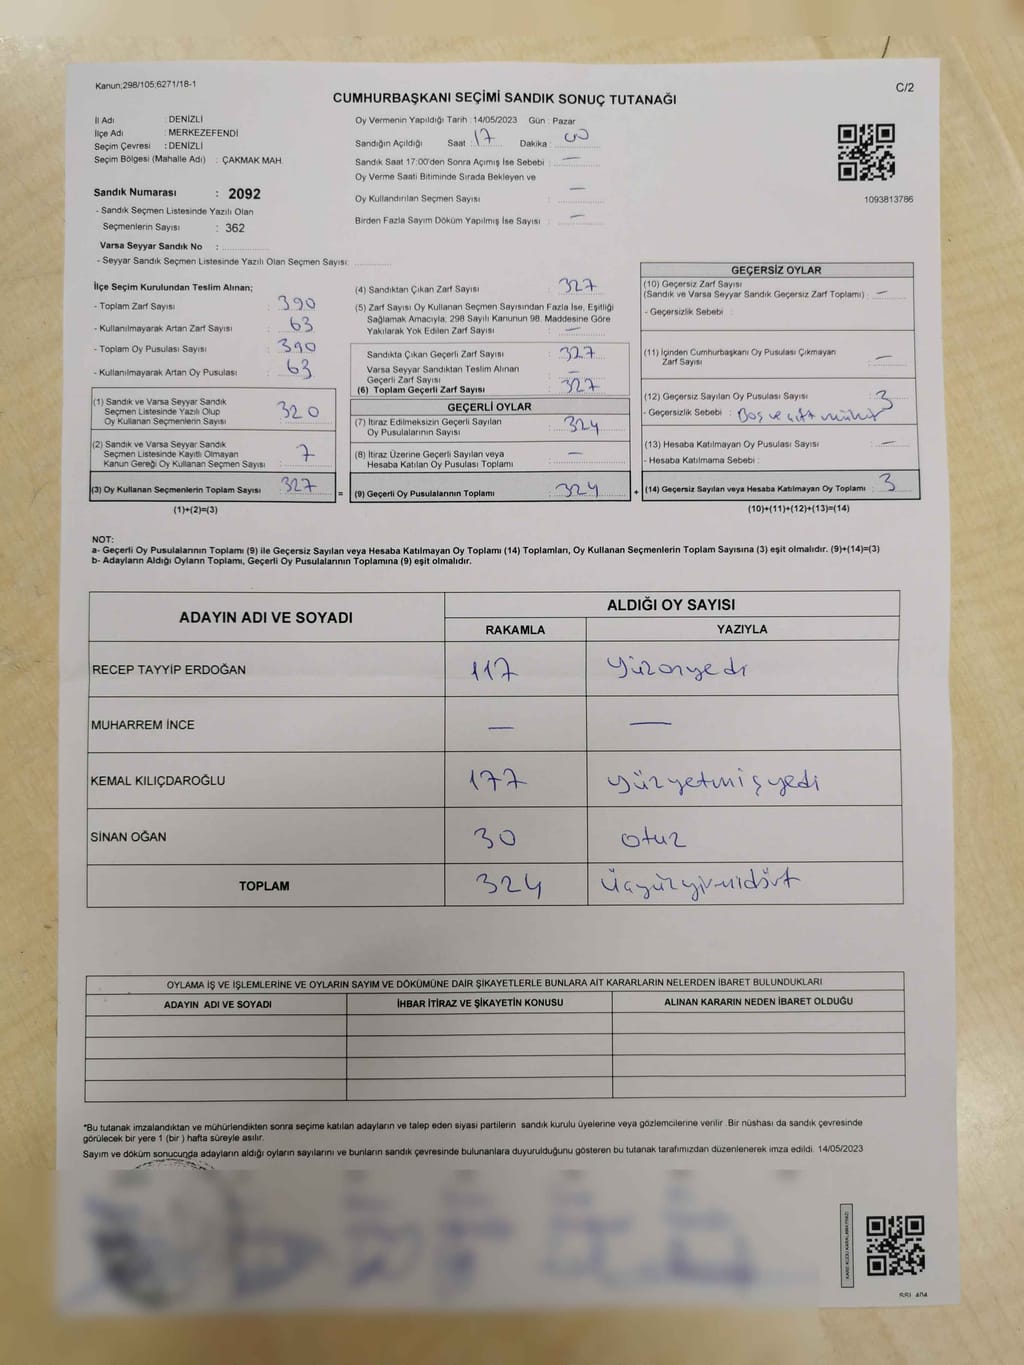 Kanun;298/105;6271/18-1
C/2
CUMHURBAŞKANI SEÇİMİ SANDIK SONUÇ TUTANAĞI
İl Adı : DENİZLİ
İlçe Adı : MERKEZEFENDİ
Seçim Çevresi : DENİZLİ
Seçim Bölgesi (Mahalle Adı) : ÇAKMAK MAH.
Sandık Numarası : 2092
- Sandık Seçmen Listesinde Yazılı Olan
Seçmenlerin Sayısı : 362
Varsa Seyyar Sandık No :
- Seyyar Sandık Seçmen Listesinde Yazılı Olan Seçmen Sayısı:
Oy Vermenin Yapıldığı Tarih : 14/05/2023 Gün : Pazar
Sandığın Açıldığı Saat : 17 Dakika : 00
Sandık Saat 17:00'den Sonra Açımış İse Sebebi : —
Oy Verme Saati Bitiminde Sırada Bekleyen ve
Oy Kullandırılan Seçmen Sayısı : —
Birden Fazla Sayım Döküm Yapılmış İse Sayısı : —
1093813786
İlçe Seçim Kurulundan Teslim Alınan;
- Toplam Zarf Sayısı : 390
- Kullanılmayarak Artan Zarf Sayısı : 63
- Toplam Oy Pusulası Sayısı : 390
- Kullanılmayarak Artan Oy Pusulası : 63
(1) Sandık ve Varsa Seyyar Sandık
Seçmen Listesinde Yazılı Olup
Oy Kullanan Seçmenlerin Sayısı : 320
(2) Sandık ve Varsa Seyyar Sandık
Seçmen Listesinde Kayıtlı Olmayan
Kanun Gereği Oy Kullanan Seçmen Sayısı : 7
(3) Oy Kullanan Seçmenlerin Toplam Sayısı : 327
(1)+(2)=(3)
(4) Sandıktan Çıkan Zarf Sayısı : 327
(5) Zarf Sayısı Oy Kullanan Seçmen Sayısından Fazla İse, Eşitliği
Sağlamak Amacıyla; 298 Sayılı Kanunun 98. Maddesine Göre
Yakılarak Yok Edilen Zarf Sayısı : —
Sandıkta Çıkan Geçerli Zarf Sayısı : 327
Varsa Seyyar Sandıktan Teslim Alınan
Geçerli Zarf Sayısı : —
(6) Toplam Geçerli Zarf Sayısı : 327
GEÇERLİ OYLAR
(7) İtiraz Edilmeksizin Geçerli Sayılan
Oy Pusulalarının Sayısı : 324
(8) İtiraz Üzerine Geçerli Sayılan veya
Hesaba Katılan Oy Pusulası Toplamı : —
= (9) Geçerli Oy Pusulalarının Toplamı : 324 +
GEÇERSİZ OYLAR
(10) Geçersiz Zarf Sayısı
(Sandık ve Varsa Seyyar Sandık Geçersiz Zarf Toplamı) : —
- Geçersizlik Sebebi :
(11) İçinden Cumhurbaşkanı Oy Pusulası Çıkmayan
Zarf Sayısı : —
(12) Geçersiz Sayılan Oy Pusulası Sayısı : 3
- Geçersizlik Sebebi : Boş ve çift mühür
(13) Hesaba Katılmayan Oy Pusulası Sayısı : —
- Hesaba Katılmama Sebebi :
(14) Geçersiz Sayılan veya Hesaba Katılmayan Oy Toplamı : 3
(10)+(11)+(12)+(13)=(14)
NOT:
a- Geçerli Oy Pusulalarının Toplamı (9) ile Geçersiz Sayılan veya Hesaba Katılmayan Oy Toplamı (14) Toplamları, Oy Kullanan Seçmenlerin Toplam Sayısına (3) eşit olmalıdır. (9)+(14)=(3)
b- Adayların Aldığı Oyların Toplamı, Geçerli Oy Pusulalarının Toplamına (9) eşit olmalıdır.
ADAYIN ADI VE SOYADI
ALDIĞI OY SAYISI
RAKAMLA YAZIYLA
RECEP TAYYİP ERDOĞAN 117 Yüzonyedi
MUHARREM İNCE — —
KEMAL KILIÇDAROĞLU 177 yüzyetmişyedi
SİNAN OĞAN 30 otuz
TOPLAM 324 Üçyüzyirmidört
OYLAMA İŞ VE İŞLEMLERİNE VE OYLARIN SAYIM VE DÖKÜMÜNE DAİR ŞİKAYETLERLE BUNLARA AİT KARARLARIN NELERDEN İBARET BULUNDUKLARI
ADAYIN ADI VE SOYADI İHBAR İTİRAZ VE ŞİKAYETİN KONUSU ALINAN KARARIN NEDEN İBARET OLDUĞU
*Bu tutanak imzalandıktan ve mühürlendikten sonra seçime katılan adayların ve talep eden siyasi partilerin sandık kurulu üyelerine veya gözlemcilerine verilir .Bir nüshası da sandık çevresinde
görülecek bir yere 1 (bir ) hafta süreyle asılır.
Sayım ve döküm sonucunda adayların aldığı oyların sayılarını ve bunların sandık çevresinde bulunanlara duyurulduğunu gösteren bu tutanak tarafımızdan düzenlenerek imza edildi. 14/05/2023